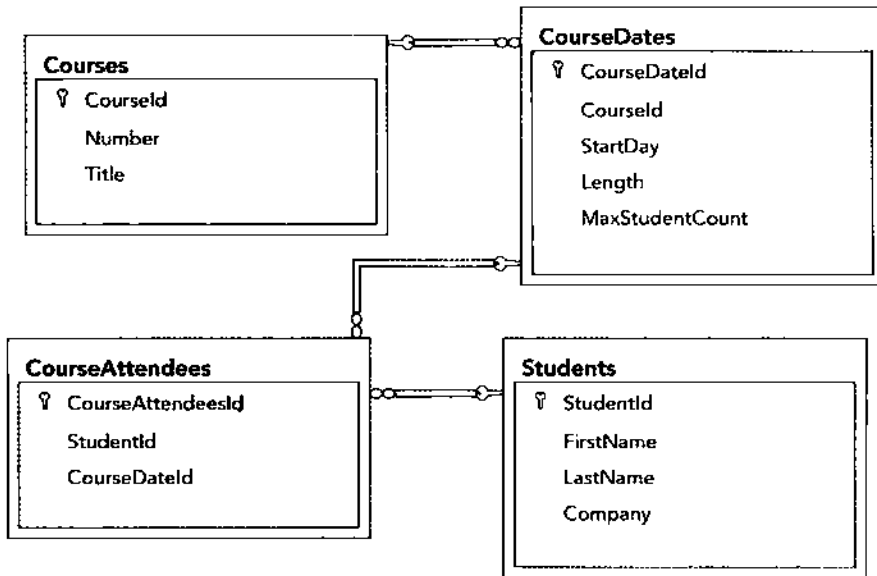 Courses
CourseId
Number
Title
CourseDates
CourseDateId
CourseId
StartDay
Length
MaxStudentCount
CourseAttendees
CourseAttendeesId
StudentId
CourseDateId
Students
StudentId
FirstName
LastName
Company